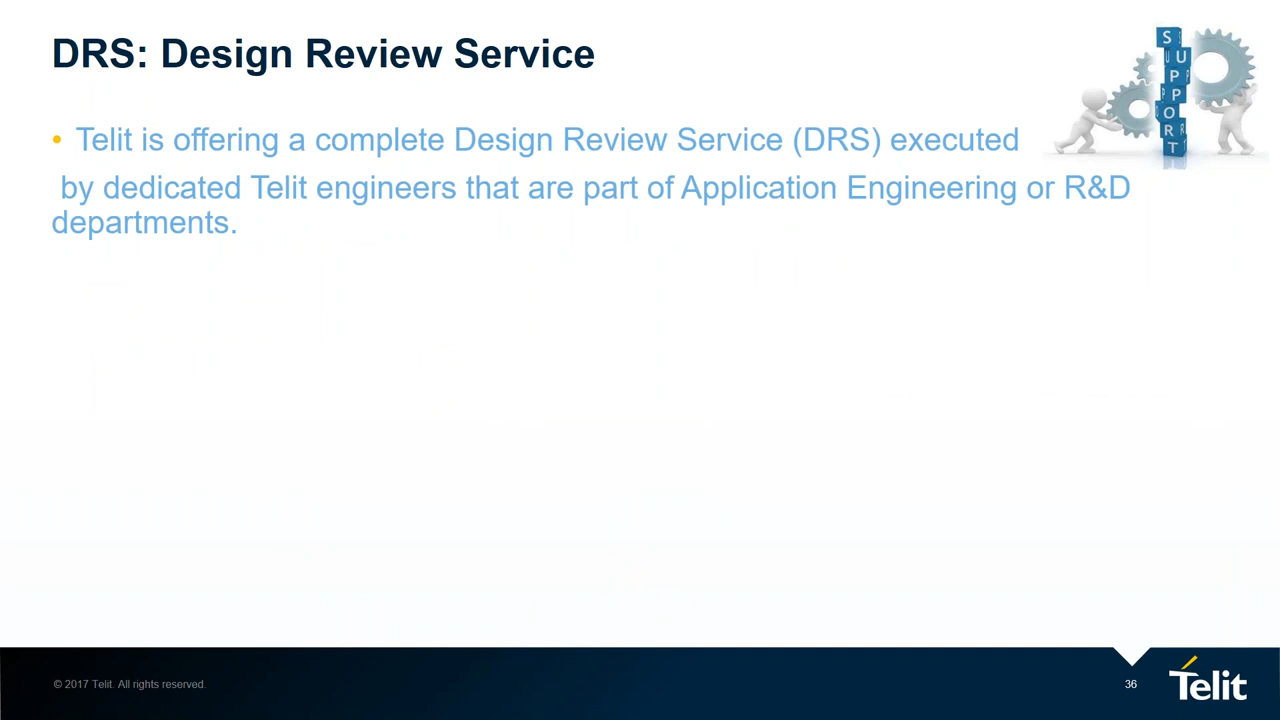 DRS: Design Review Service
SUPPORT
• Telit is offering a complete Design Review Service (DRS) executed
by dedicated Telit engineers that are part of Application Engineering or R&D
departments.
© 2017 Telit. All rights reserved.
36
Telit